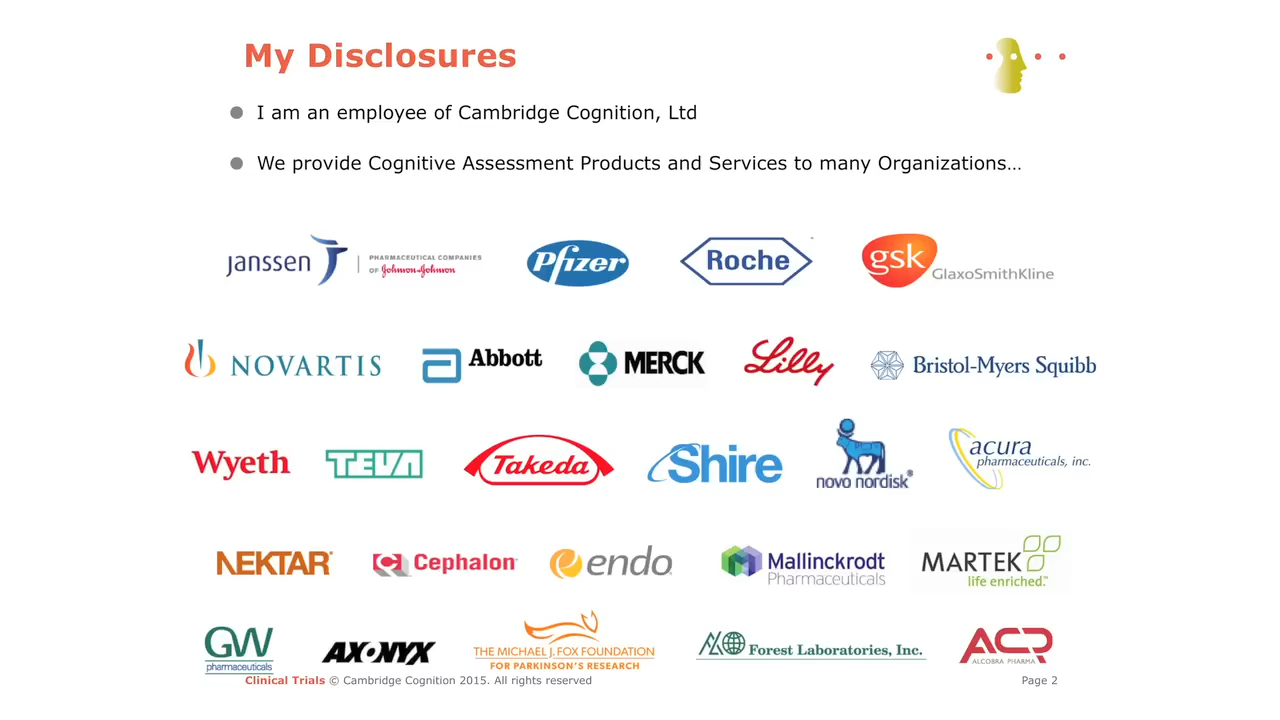 My Disclosures
I am an employee of Cambridge Cognition, Ltd
We provide Cognitive Assessment Products and Services to many Organizations…
janssen PHARMACEUTICAL COMPANIES
OF Johnson & Johnson
Pfizer
Roche
gsk
GlaxoSmithKline
NOVARTIS
Abbott
MERCK
Lilly
Bristol-Myers Squibb
Wyeth
TEVA
Takeda
Shire
novo nordisk®
acura
pharmaceuticals, inc.
NEKTAR
Cephalon
endo
Mallinckrodt
Pharmaceuticals
MARTEK
life enriched.™
GW
pharmaceuticals
AXONYX
THE MICHAEL J. FOX FOUNDATION
FOR PARKINSON'S RESEARCH
Forest Laboratories, Inc.
ACR
ALCOBRA PHARMA
Clinical Trials © Cambridge Cognition 2015. All rights reserved
Page 2